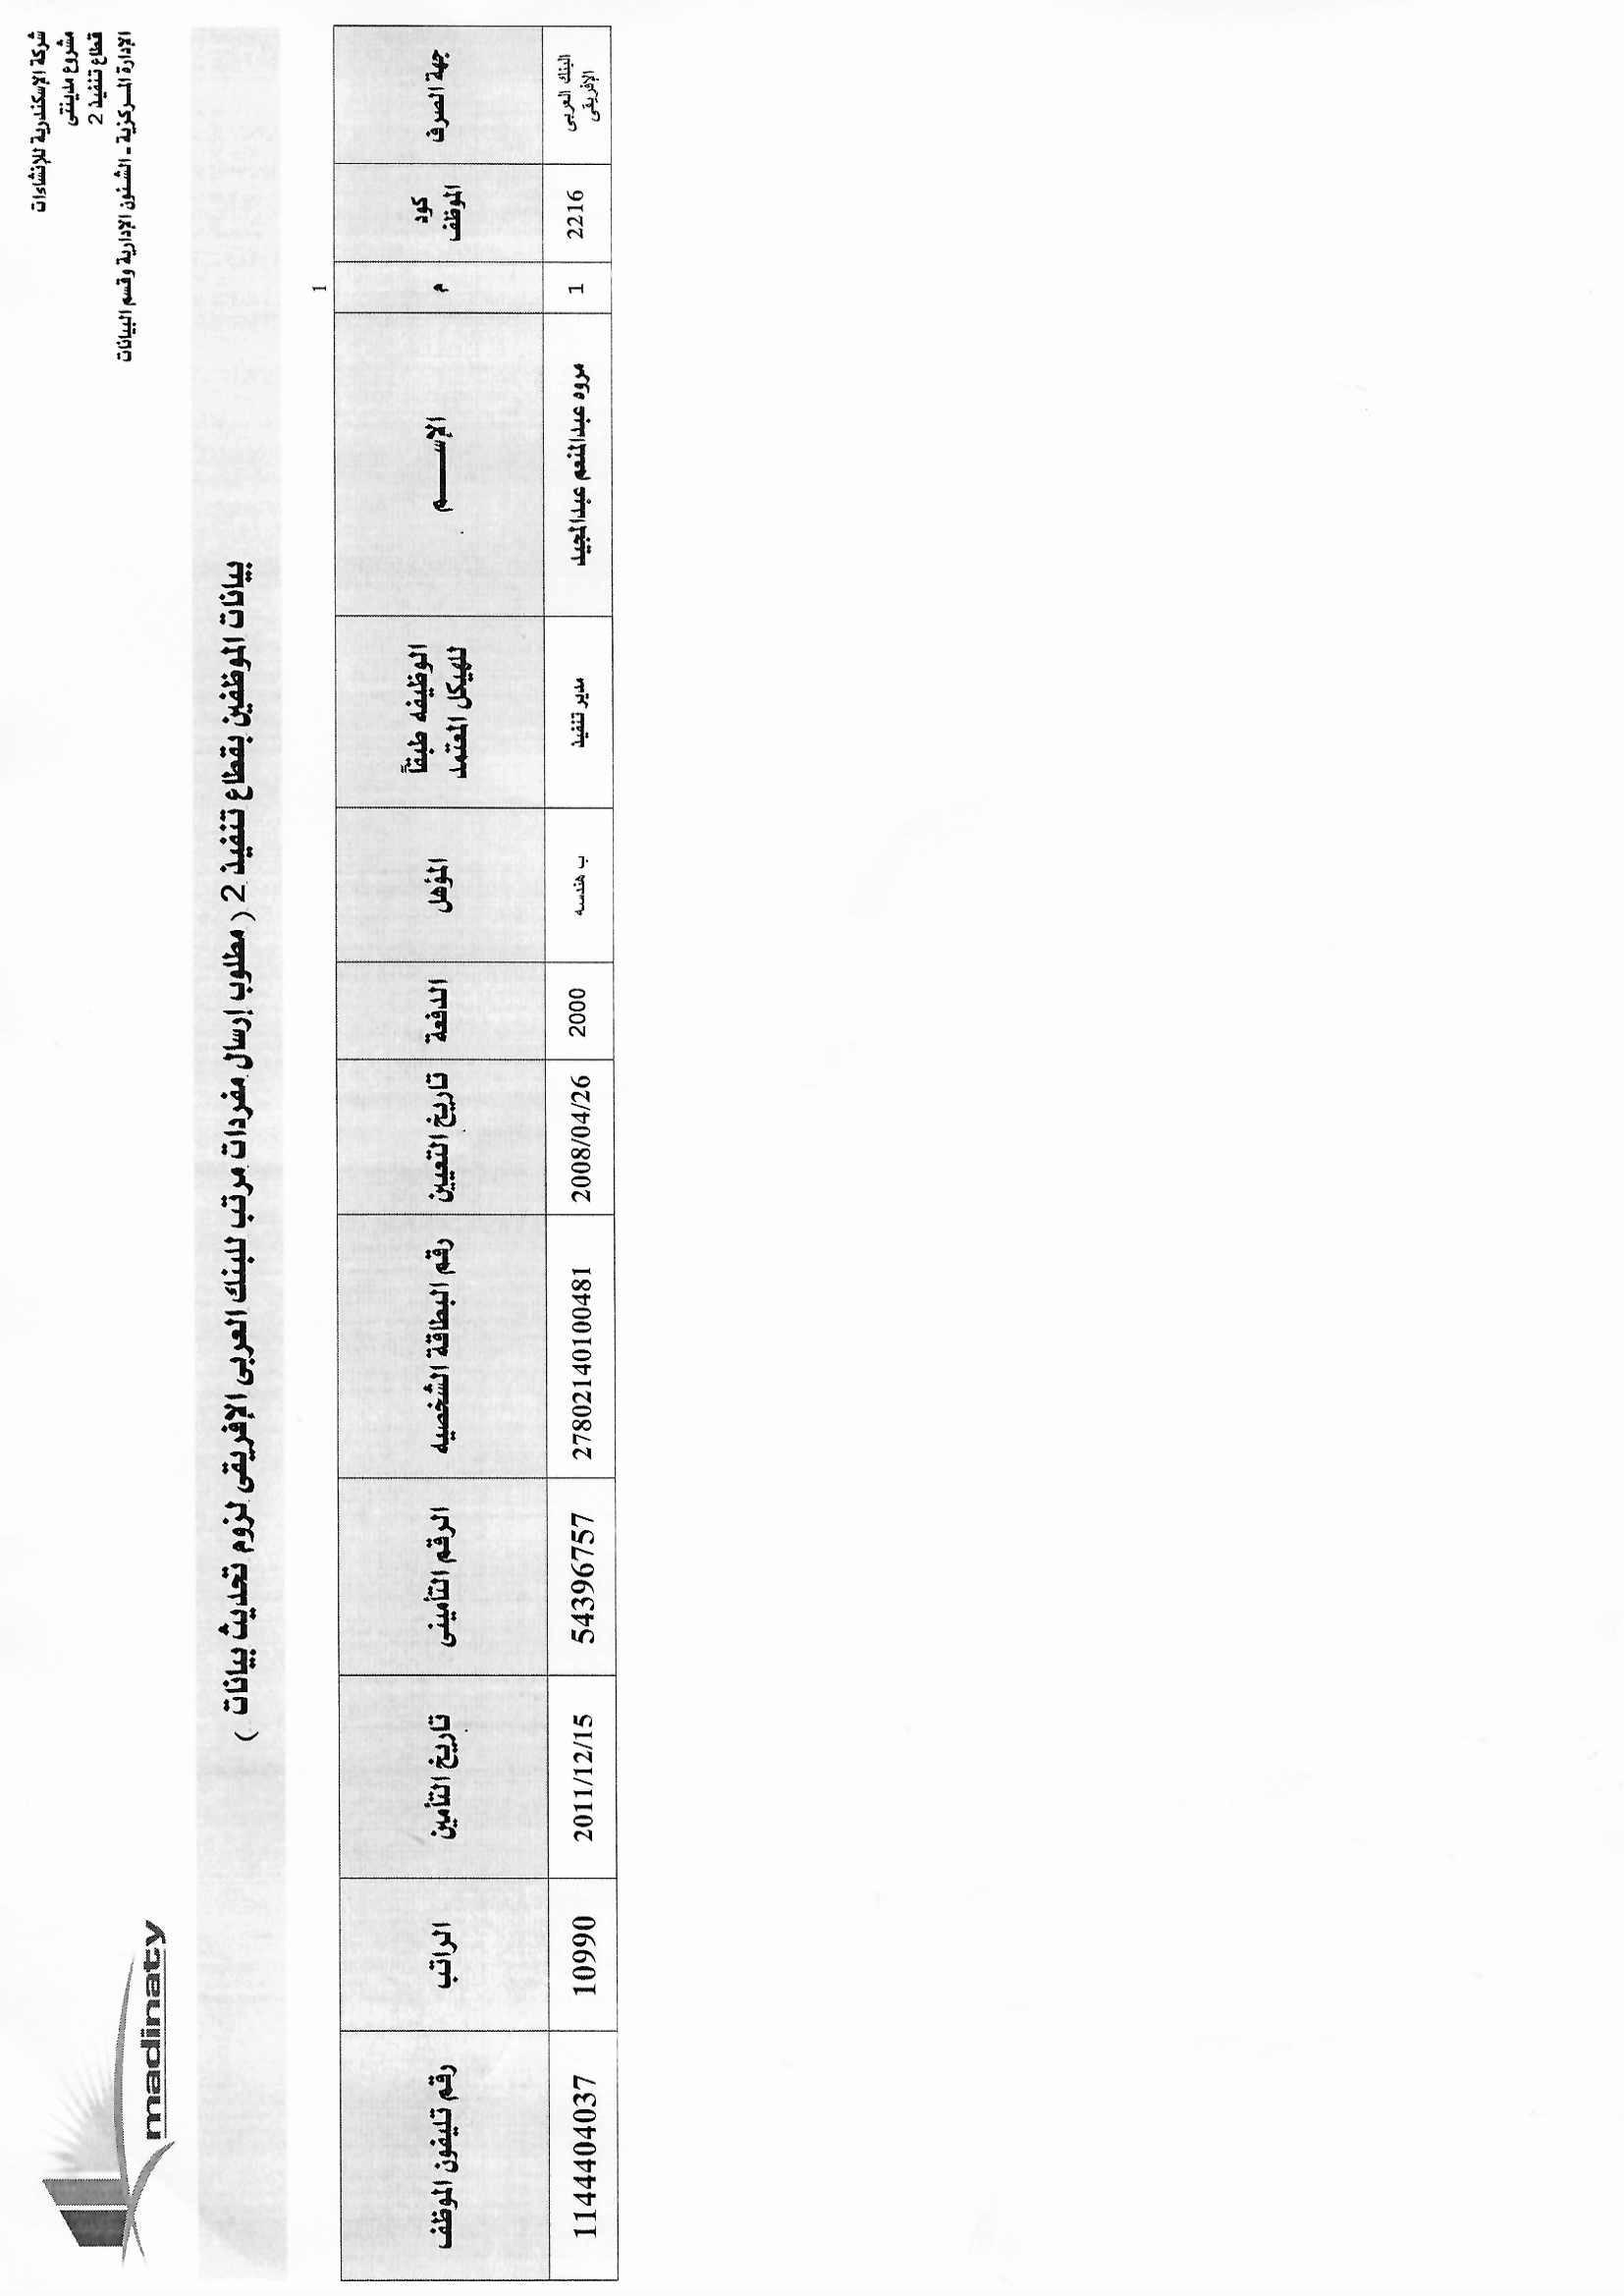 شركة الإسكندرية للإنشاءات
مشروع مدينتى
قطاع تنفيذ 2
الإدارة المركزية - الشئون الإدارية وقسم البيانات
madinaty
بيانات الموظفين بقطاع تنفيذ 2 ( مطلوب إرسال مفردات مرتب للبنك العربى الإفريقى لزوم تحديث بيانات )
1
جهة الصرف
كود الموظف
م
الإســـــم
الوظيفه طبقاً للهيكل المعتمد
المؤهل
الدفعة
تاريخ التعيين
رقم البطاقة الشخصيه
الرقم التأمينى
تاريخ التأمين
الراتب
رقم تليفون الموظف
البنك العربى الإفريقى
2216
1
مروه عبدالمنعم عبدالمجيد
مدير تنفيذ
ب هندسه
2000
2008/04/26
27802140100481
54396757
2011/12/15
10990
1144404037